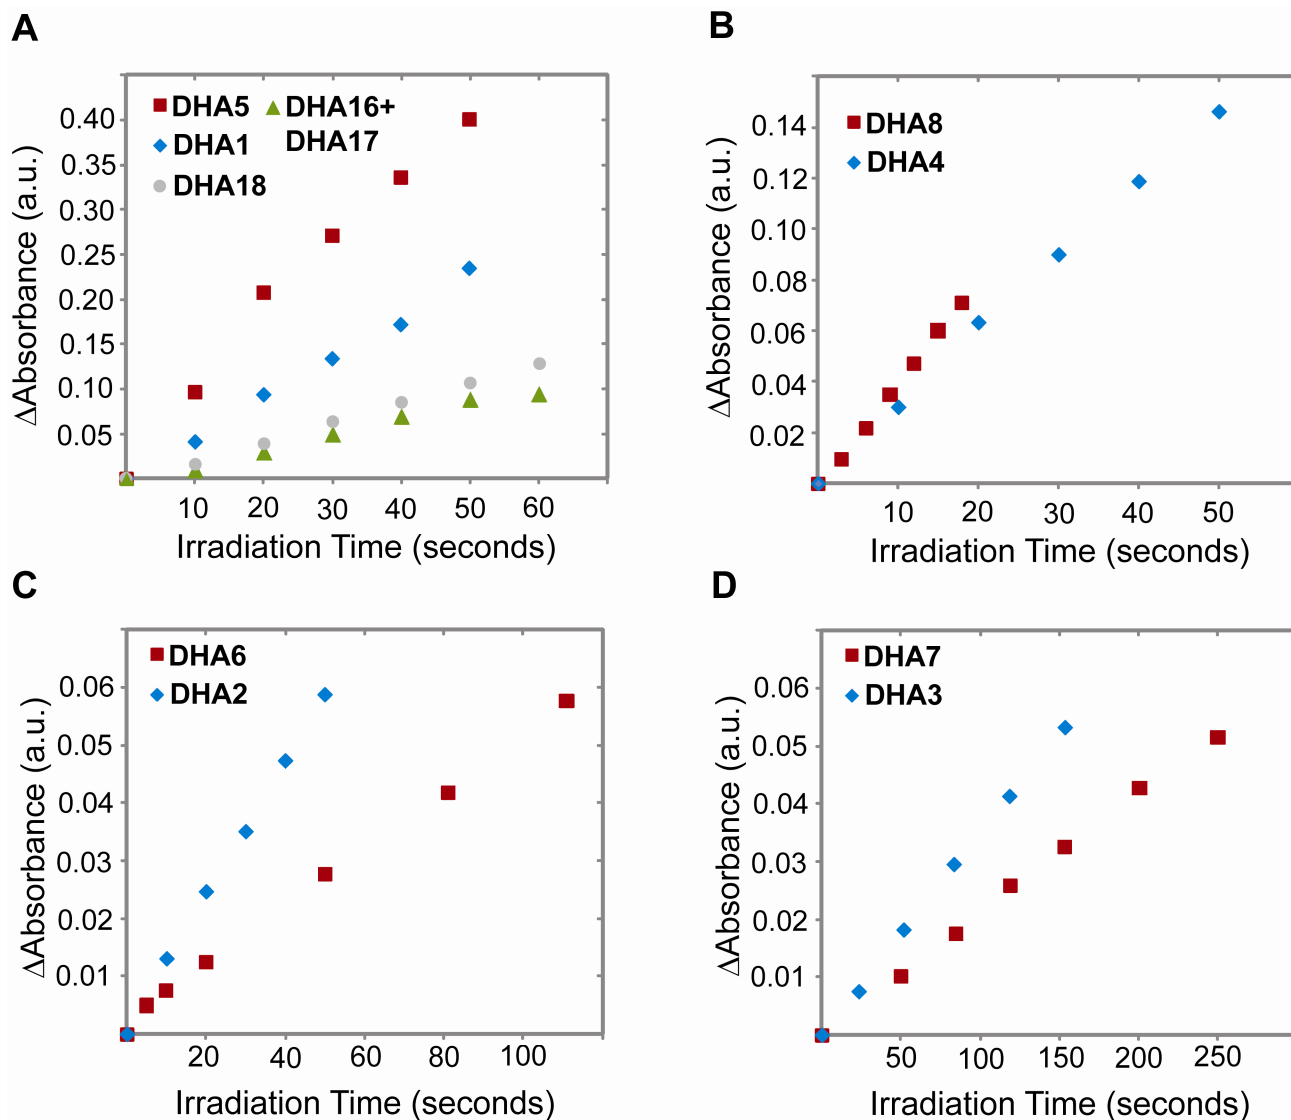 A
DHA5
DHA16+
DHA1
DHA17
DHA18
0.40
0.35
0.30
0.25
0.20
0.15
0.10
0.05
ΔAbsorbance (a.u.)
10 20 30 40 50 60
Irradiation Time (seconds)
B
DHA8
DHA4
0.14
0.12
0.10
0.08
0.06
0.04
0.02
ΔAbsorbance (a.u.)
10 20 30 40 50
Irradiation Time (seconds)
C
DHA6
DHA2
0.06
0.05
0.04
0.03
0.02
0.01
ΔAbsorbance (a.u.)
20 40 60 80 100
Irradiation Time (seconds)
D
DHA7
DHA3
0.06
0.05
0.04
0.03
0.02
0.01
ΔAbsorbance (a.u.)
50 100 150 200 250
Irradiation Time (seconds)